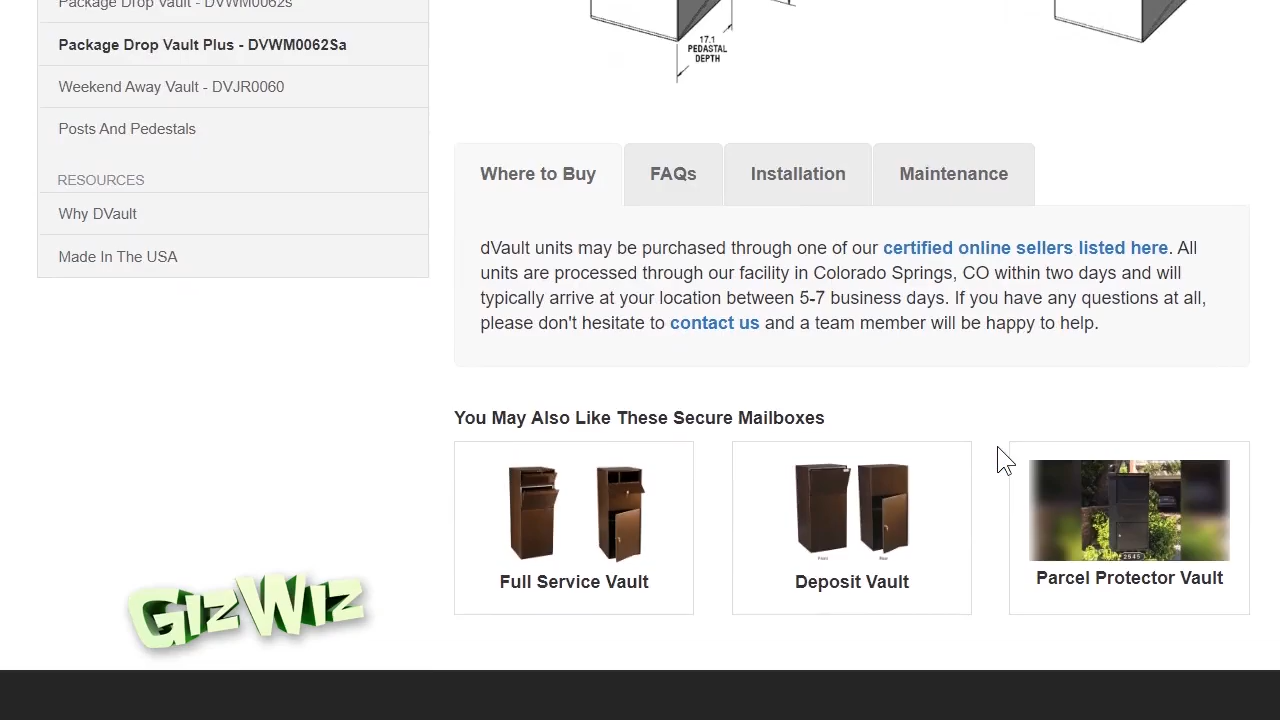 Package Drop Vault - DVWM0062s
Package Drop Vault Plus - DVWM0062Sa
Weekend Away Vault - DVJR0060
Posts And Pedestals
RESOURCES
Why DVault
Made In The USA
17.1
PEDASTAL
DEPTH
Where to Buy
FAQs
Installation
Maintenance
dVault units may be purchased through one of our certified online sellers listed here. All
units are processed through our facility in Colorado Springs, CO within two days and will
typically arrive at your location between 5-7 business days. If you have any questions at all,
please don't hesitate to contact us and a team member will be happy to help.
You May Also Like These Secure Mailboxes
Full Service Vault
Deposit Vault
2545
Parcel Protector Vault
GizWiz